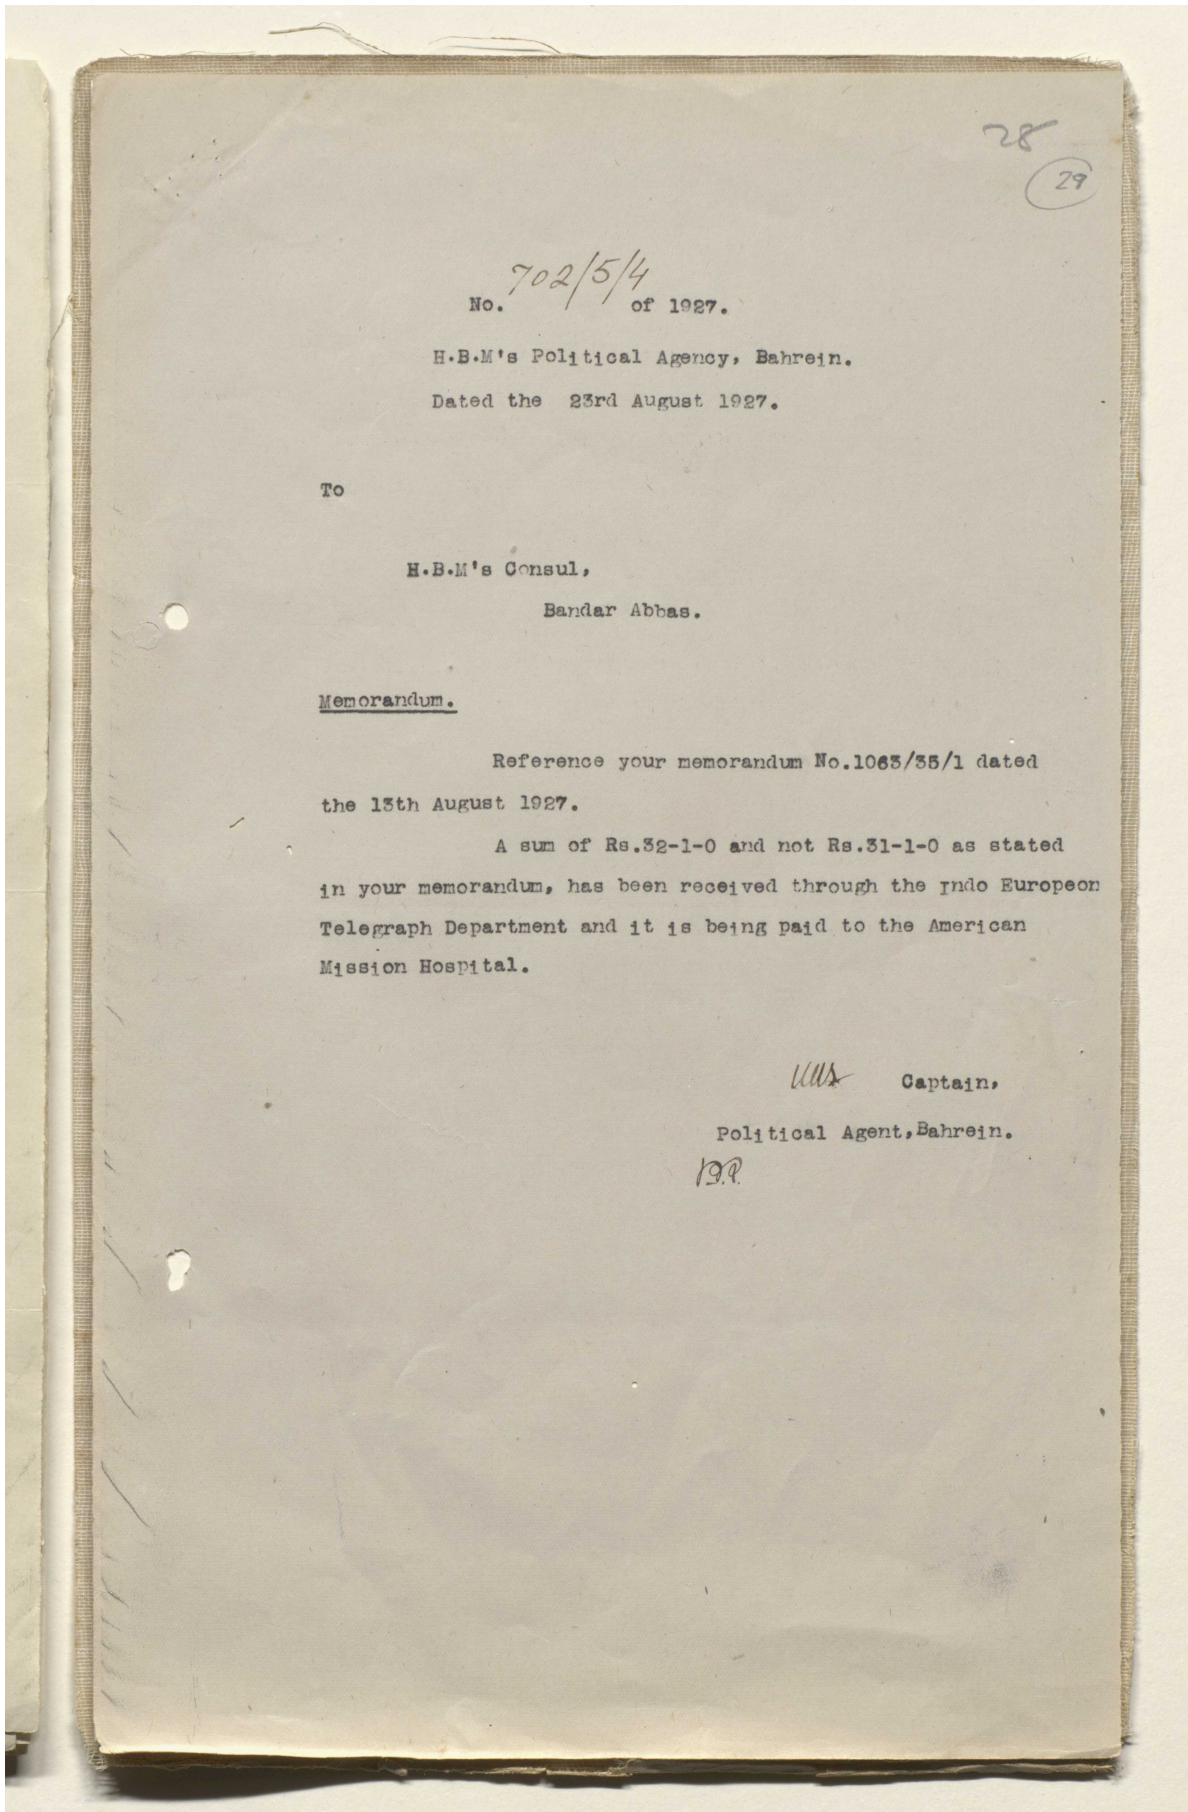 28
29
702/5/4
No. of 1927.
H.B.M's Political Agency, Bahrein.
Dated the 23rd August 1927.
To
H.B.M's Consul,
Bandar Abbas.
Memorandum.
Reference your memorandum No.1063/35/1 dated
the 13th August 1927.
A sum of Rs.32-1-0 and not Rs.31-1-0 as stated
in your memorandum, has been received through the Indo Europeon
Telegraph Department and it is being paid to the American
Mission Hospital.
Captain,
Political Agent,Bahrein.